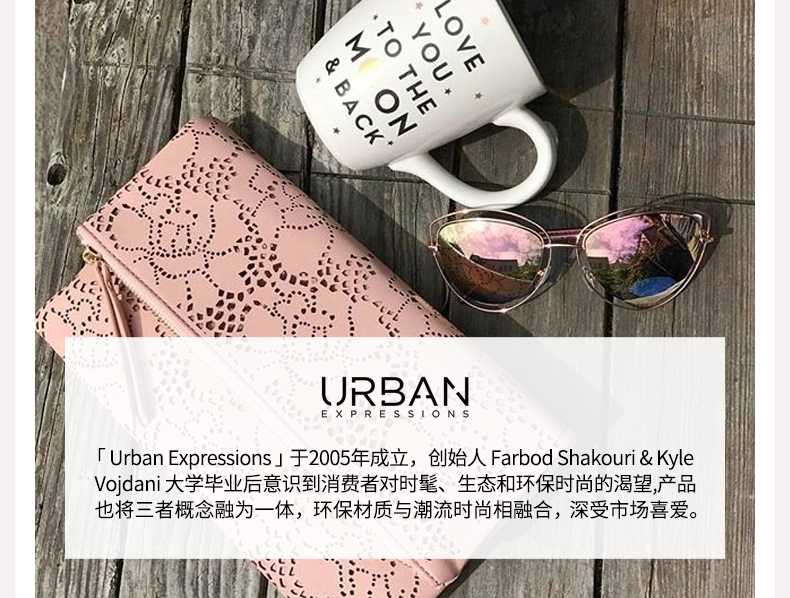 LOVE
YOU
TO THE
MOON
& BACK
URBAN
EXPRESSIONS
「 Urban Expressions 」于2005年成立，创始人 Farbod Shakouri & Kyle
Vojdani 大学毕业后意识到消费者对时髦、生态和环保时尚的渴望,产品
也将三者概念融为一体，环保材质与潮流时尚相融合，深受市场喜爱。